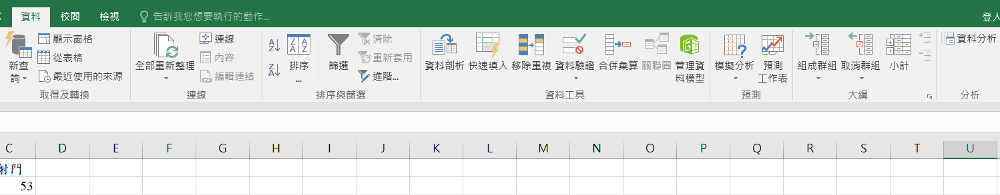 資料 校閱 檢視 告訴我您想要執行的動作... 登入
新查詢 顯示窗格 從表格 最近使用的來源
取得及轉換
全部重新整理 連線 內容 編輯連結
連線
排序... 篩選 清除 重新套用 進階...
排序與篩選
資料剖析 快速填入 移除重複 資料驗證 合併彙算 關聯圖 管理資料模型
資料工具
模擬分析 預測工作表
預測
組成群組 取消群組 小計
大綱
資料分析
分析
C D E F G H I J K L M N O P Q R S T U
射門
53